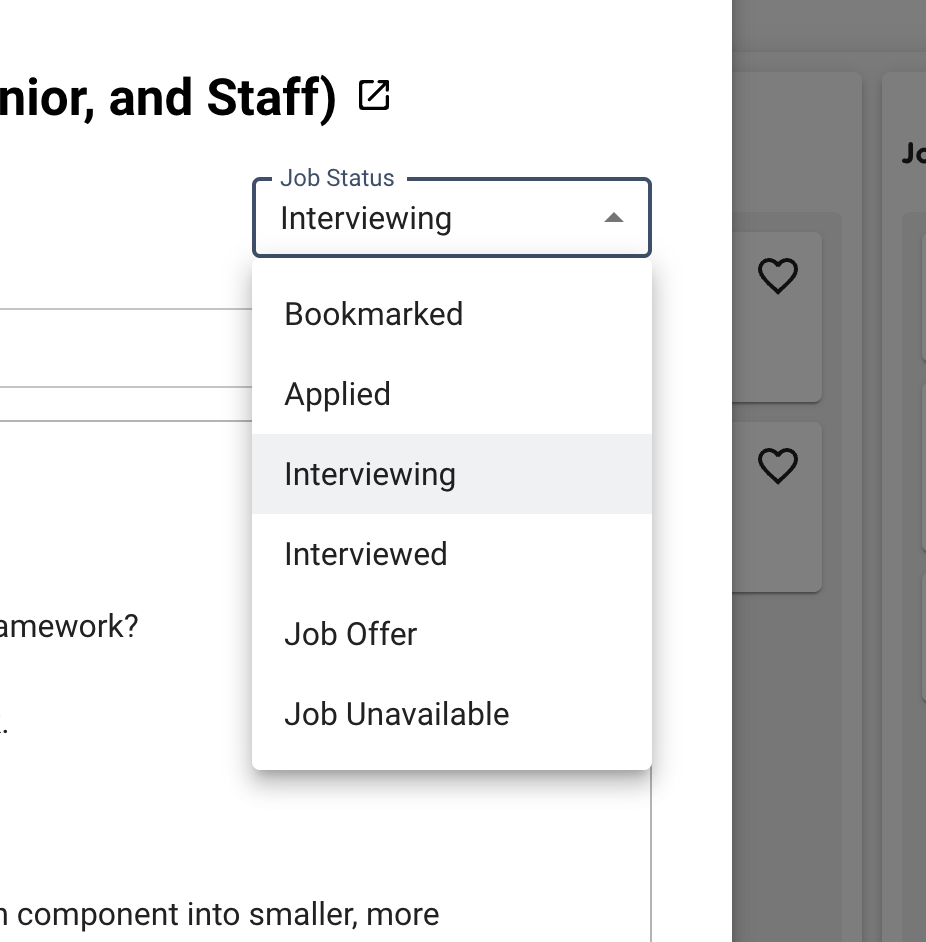 nior, and Staff)
Job Status
Interviewing
Bookmarked
Applied
Interviewing
Interviewed
Job Offer
Job Unavailable
amework?
.
component into smaller, more
Jo